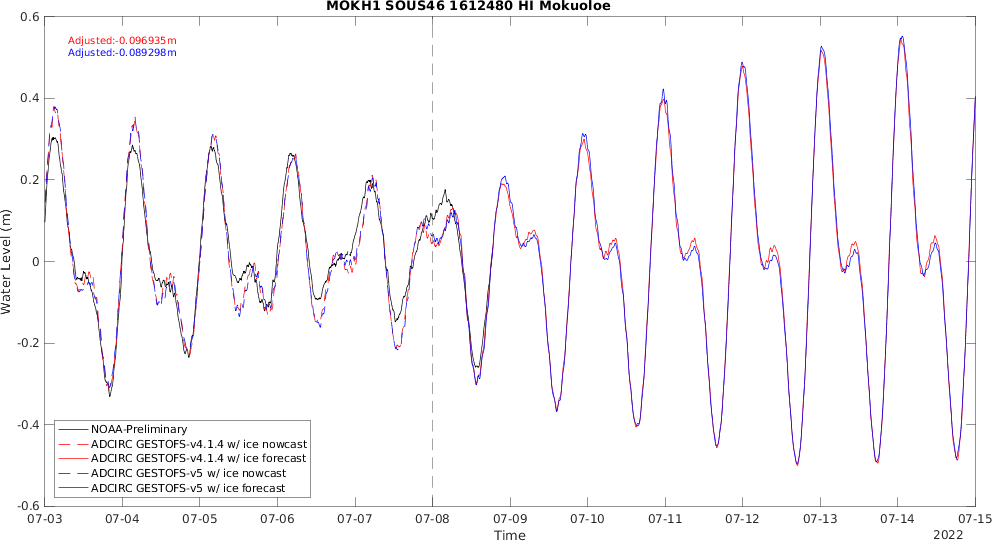 MOKH1 SOUS46 1612480 HI Mokuoloe
Adjusted:-0.096935m
Adjusted:-0.089298m
0.6
0.4
0.2
0
-0.2
-0.4
-0.6
Water Level (m)
NOAA-Preliminary
ADCIRC GESTOFS-v4.1.4 w/ ice nowcast
ADCIRC GESTOFS-v4.1.4 w/ ice forecast
ADCIRC GESTOFS-v5 w/ ice nowcast
ADCIRC GESTOFS-v5 w/ ice forecast
07-03 07-04 07-05 07-06 07-07 07-08 07-09 07-10 07-11 07-12 07-13 07-14 07-15
Time
2022